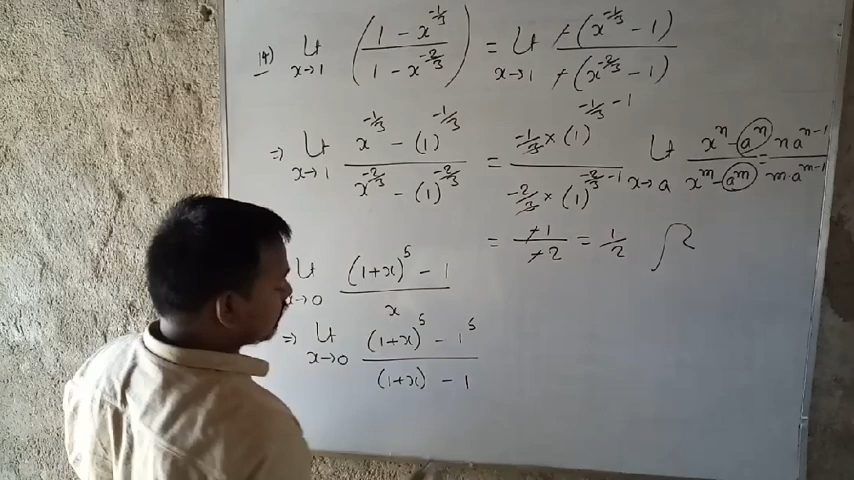 14) Lt x→1 ( (1 - x^(-1/3)) / (1 - x^(-2/3)) ) = Lt x→1 -(x^(-1/3) - 1) / -(x^(-2/3) - 1)
⇒ Lt x→1 (x^(-1/3) - (1)^(-1/3)) / (x^(-2/3) - (1)^(-2/3)) = (-1/3 × (1)^(-1/3 - 1)) / (-2/3 × (1)^(-2/3 - 1))
Lt x→a (x^n - a^n) / (x^m - a^m) = n a^(n-1) / m·a^(m-1)
= -1 / -2 = 1/2
Lt x→0 ((1+x)^5 - 1) / x
⇒ Lt x→0 ((1+x)^5 - 1^5) / ((1+x) - 1)